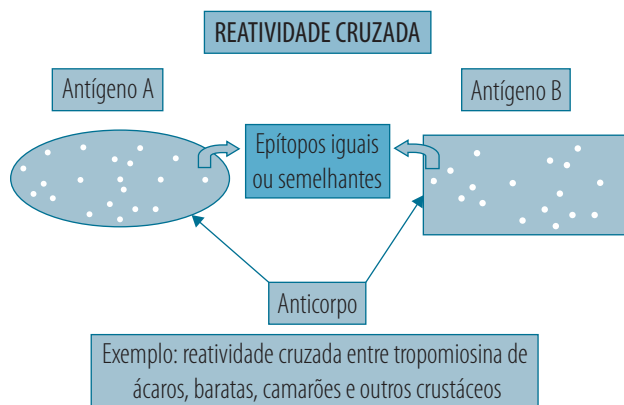 REATIVIDADE CRUZADA
Antígeno A
Antígeno B
Epítopos iguais
ou semelhantes
Anticorpo
Exemplo: reatividade cruzada entre tropomiosina de
ácaros, baratas, camarões e outros crustáceos